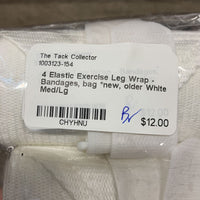 The Tack Collector
1003123-154
4 Elastic Exercise Leg Wrap -
Bandages, bag *new, older White
Med/Lg
CHYHNU
$12.00